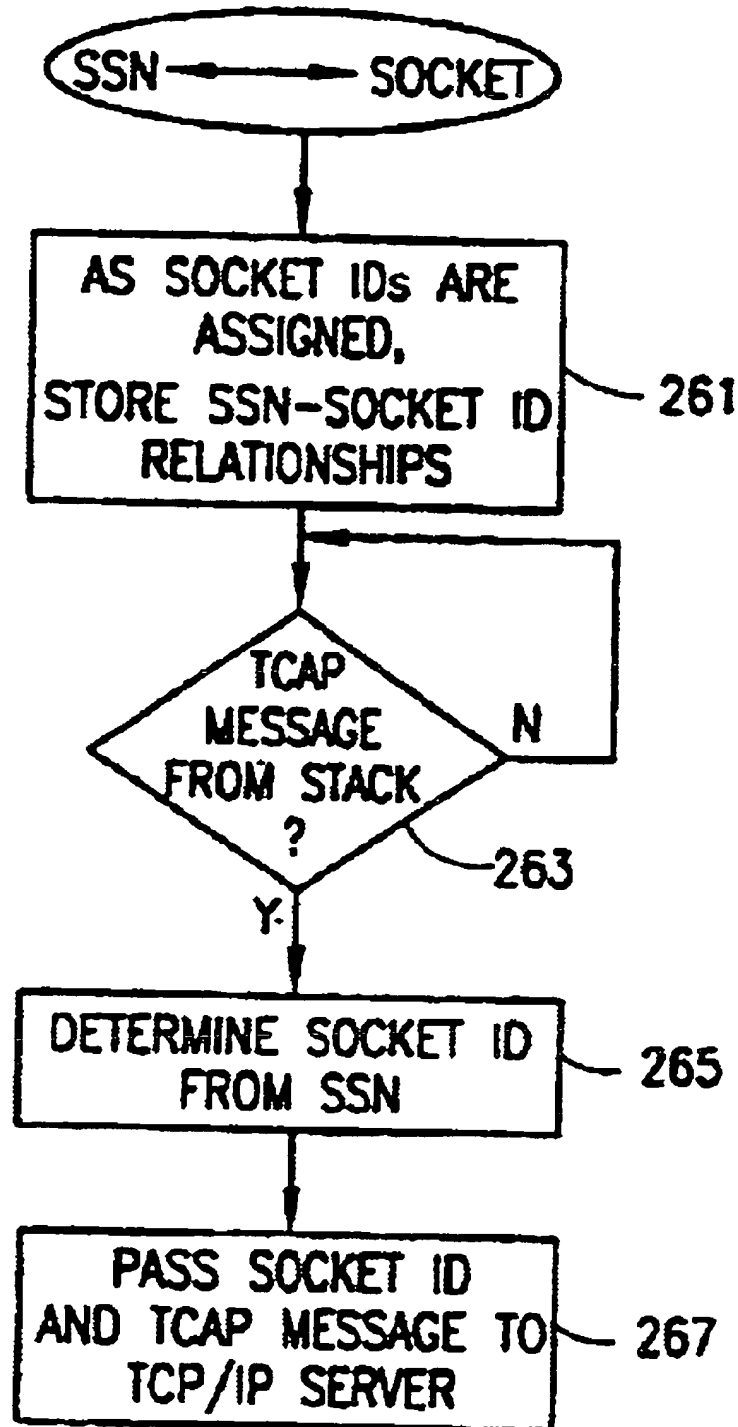 SSN SOCKET
AS SOCKET IDs ARE
ASSIGNED,
STORE SSN-SOCKET ID
RELATIONSHIPS
261
TCAP
MESSAGE
FROM STACK
?
N
263
Y
DETERMINE SOCKET ID
FROM SSN
265
PASS SOCKET ID
AND TCAP MESSAGE TO
TCP/IP SERVER
267